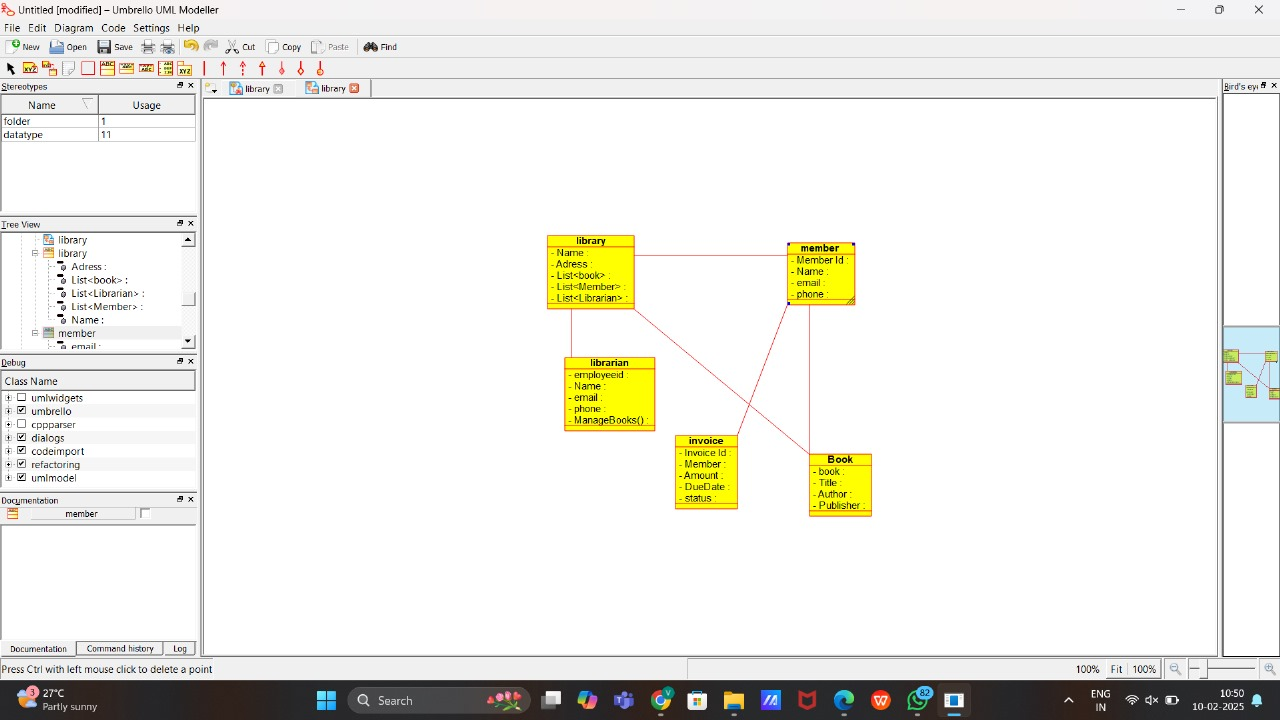 Untitled [modified] – Umbrello UML Modeller
File Edit Diagram Code Settings Help
New Open Save Cut Copy Paste Find
Stereotypes
Name Usage
folder 1
datatype 11
Tree View
library
library
Adress :
List<book> :
List<Librarian> :
List<Member> :
Name :
member
email :
Debug
Class Name
umlwidgets
umbrello
cppparser
dialogs
codeimport
refactoring
umlmodel
Documentation
member
Documentation Command history Log
Press Ctrl with left mouse click to delete a point
library library
library
- Name :
- Adress :
- List<book> :
- List<Member> :
- List<Librarian> :
member
- Member Id :
- Name :
- email :
- phone :
librarian
- employeeid :
- Name :
- email :
- phone :
- ManageBooks() :
invoice
- Invoice Id :
- Member :
- Amount :
- DueDate :
- status :
Book
- book :
- Title :
- Author :
- Publisher :
Bird's ey
100% Fit 100%
3
27°C
Partly sunny
Search
V
82
ENG
IN
10:50
10-02-2025